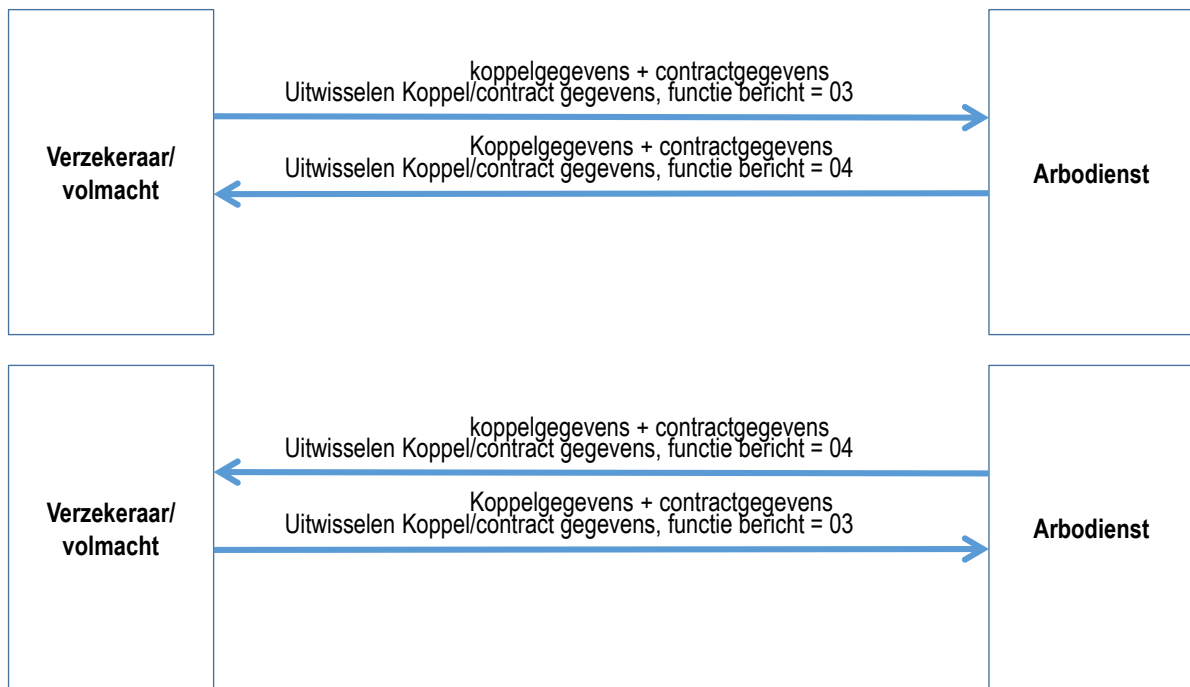 koppelgegevens + contractgegevens
Uitwisselen Koppel/contract gegevens, functie bericht = 03
Koppelgegevens + contractgegevens
Uitwisselen Koppel/contract gegevens, functie bericht = 04
Verzekeraar/
volmacht
Arbodienst
koppelgegevens + contractgegevens
Uitwisselen Koppel/contract gegevens, functie bericht = 04
Koppelgegevens + contractgegevens
Uitwisselen Koppel/contract gegevens, functie bericht = 03
Verzekeraar/
volmacht
Arbodienst